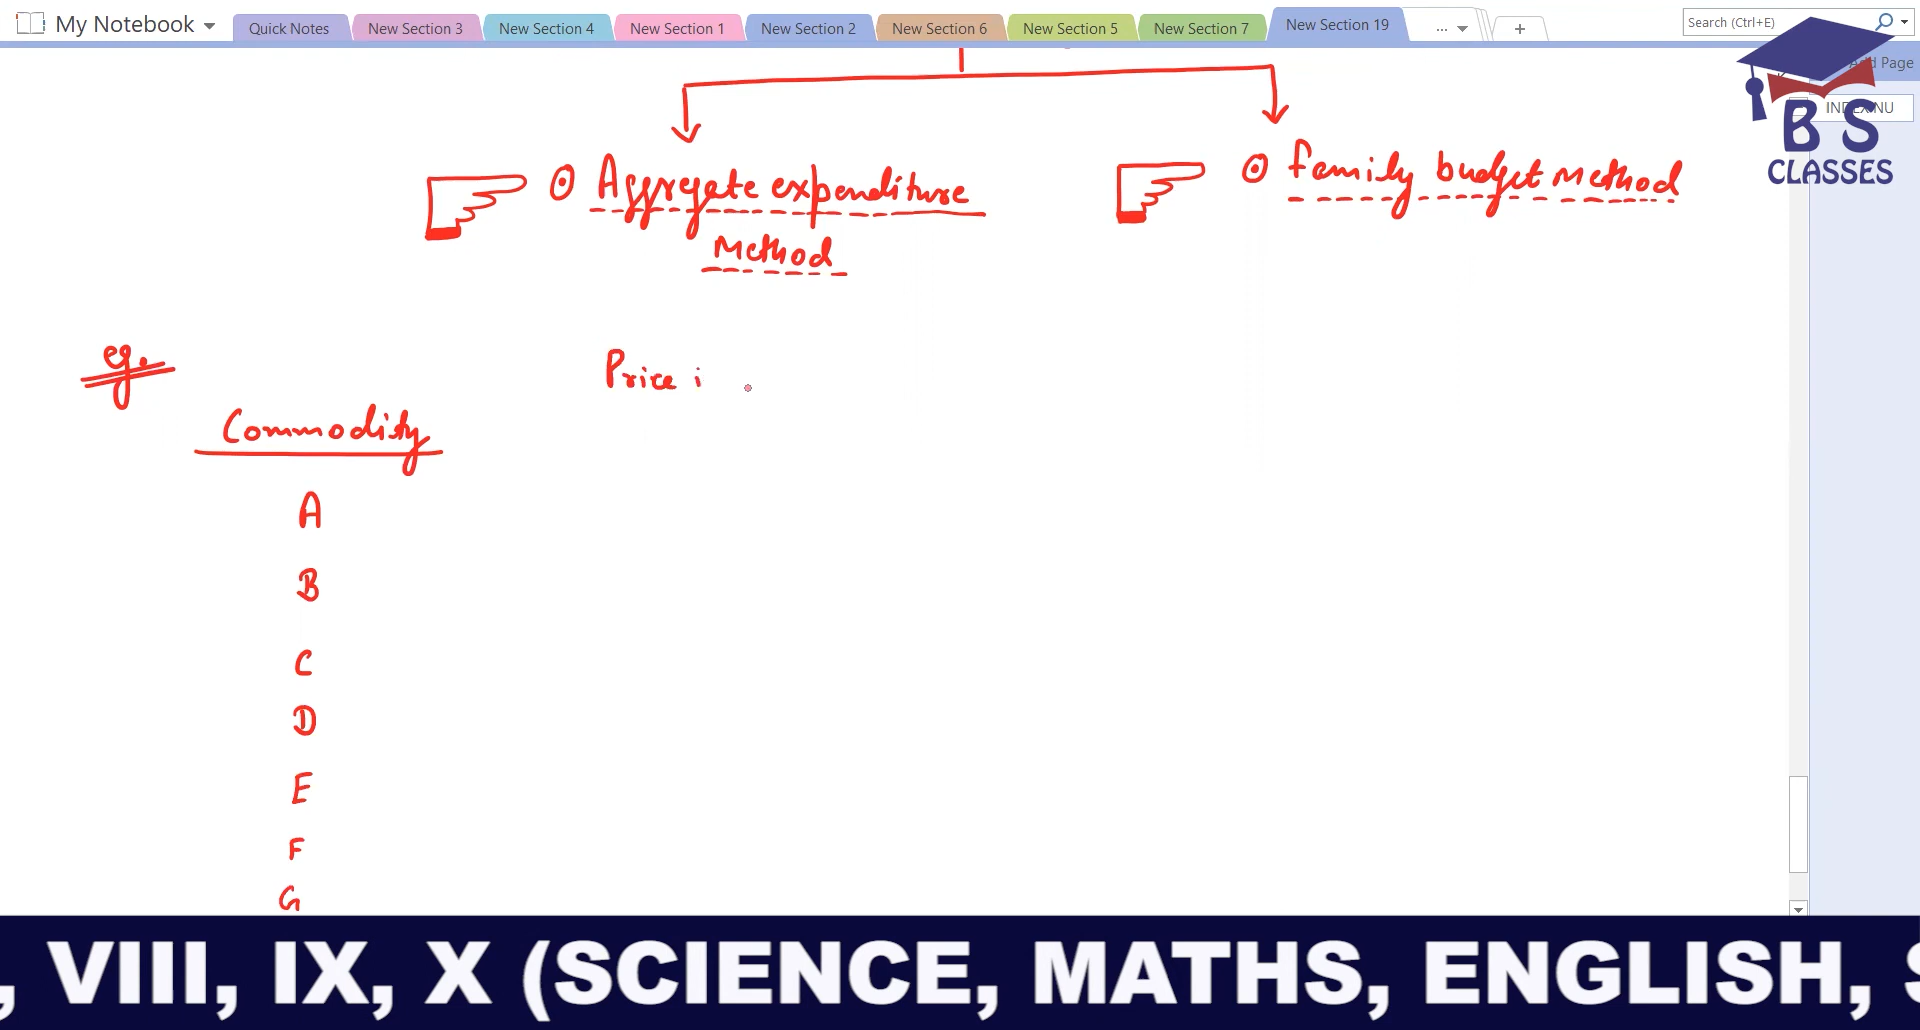 My Notebook Quick Notes New Section 3 New Section 4 New Section 1 New Section 2 New Section 6 New Section 5 New Section 7 New Section 19 ... + Search (Ctrl+E)
Page
INDEX NU
B S
CLASSES
Aggregate expenditure
Method
Family budget method
eg.
Price i
Commodity
A
B
C
D
E
F
G
, VIII, IX, X (SCIENCE, MATHS, ENGLISH, S